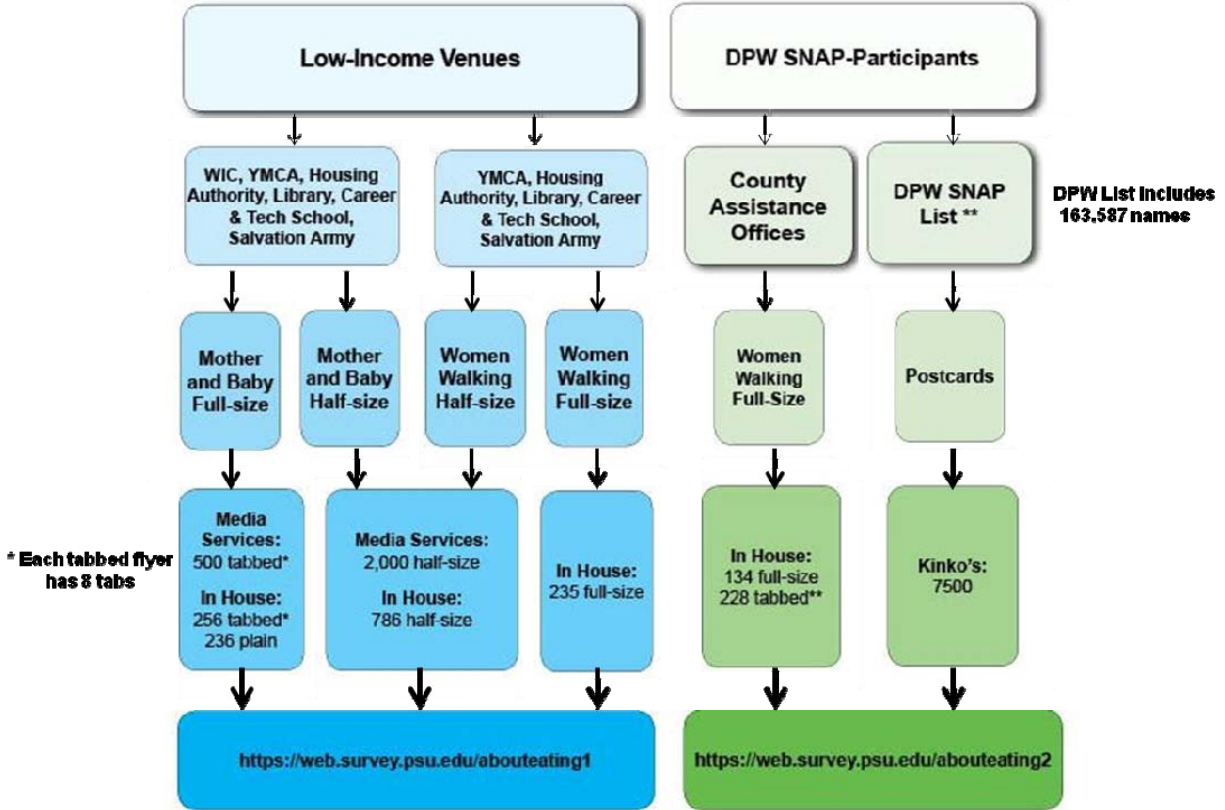 Low-Income Venues
DPW SNAP-Participants
WIC, YMCA, Housing
Authority, Library, Career
& Tech School,
Salvation Army
YMCA, Housing
Authority, Library, Career
& Tech School,
Salvation Army
County
Assistance
Offices
DPW SNAP
List **
DPW List includes
163,587 names
Mother
and Baby
Full-size
Mother
and Baby
Half-size
Women
Walking
Half-size
Women
Walking
Full-size
Women
Walking
Full-Size
Postcards
* Each tabbed flyer
has 8 tabs
Media
Services:
500 tabbed*
In House:
256 tabbed*
236 plain
Media Services:
2,000 half-size
In House:
786 half-size
In House:
235 full-size
In House:
134 full-size
228 tabbed**
Kinko's:
7500
https://web.survey.psu.edu/abouteating1
https://web.survey.psu.edu/abouteating2